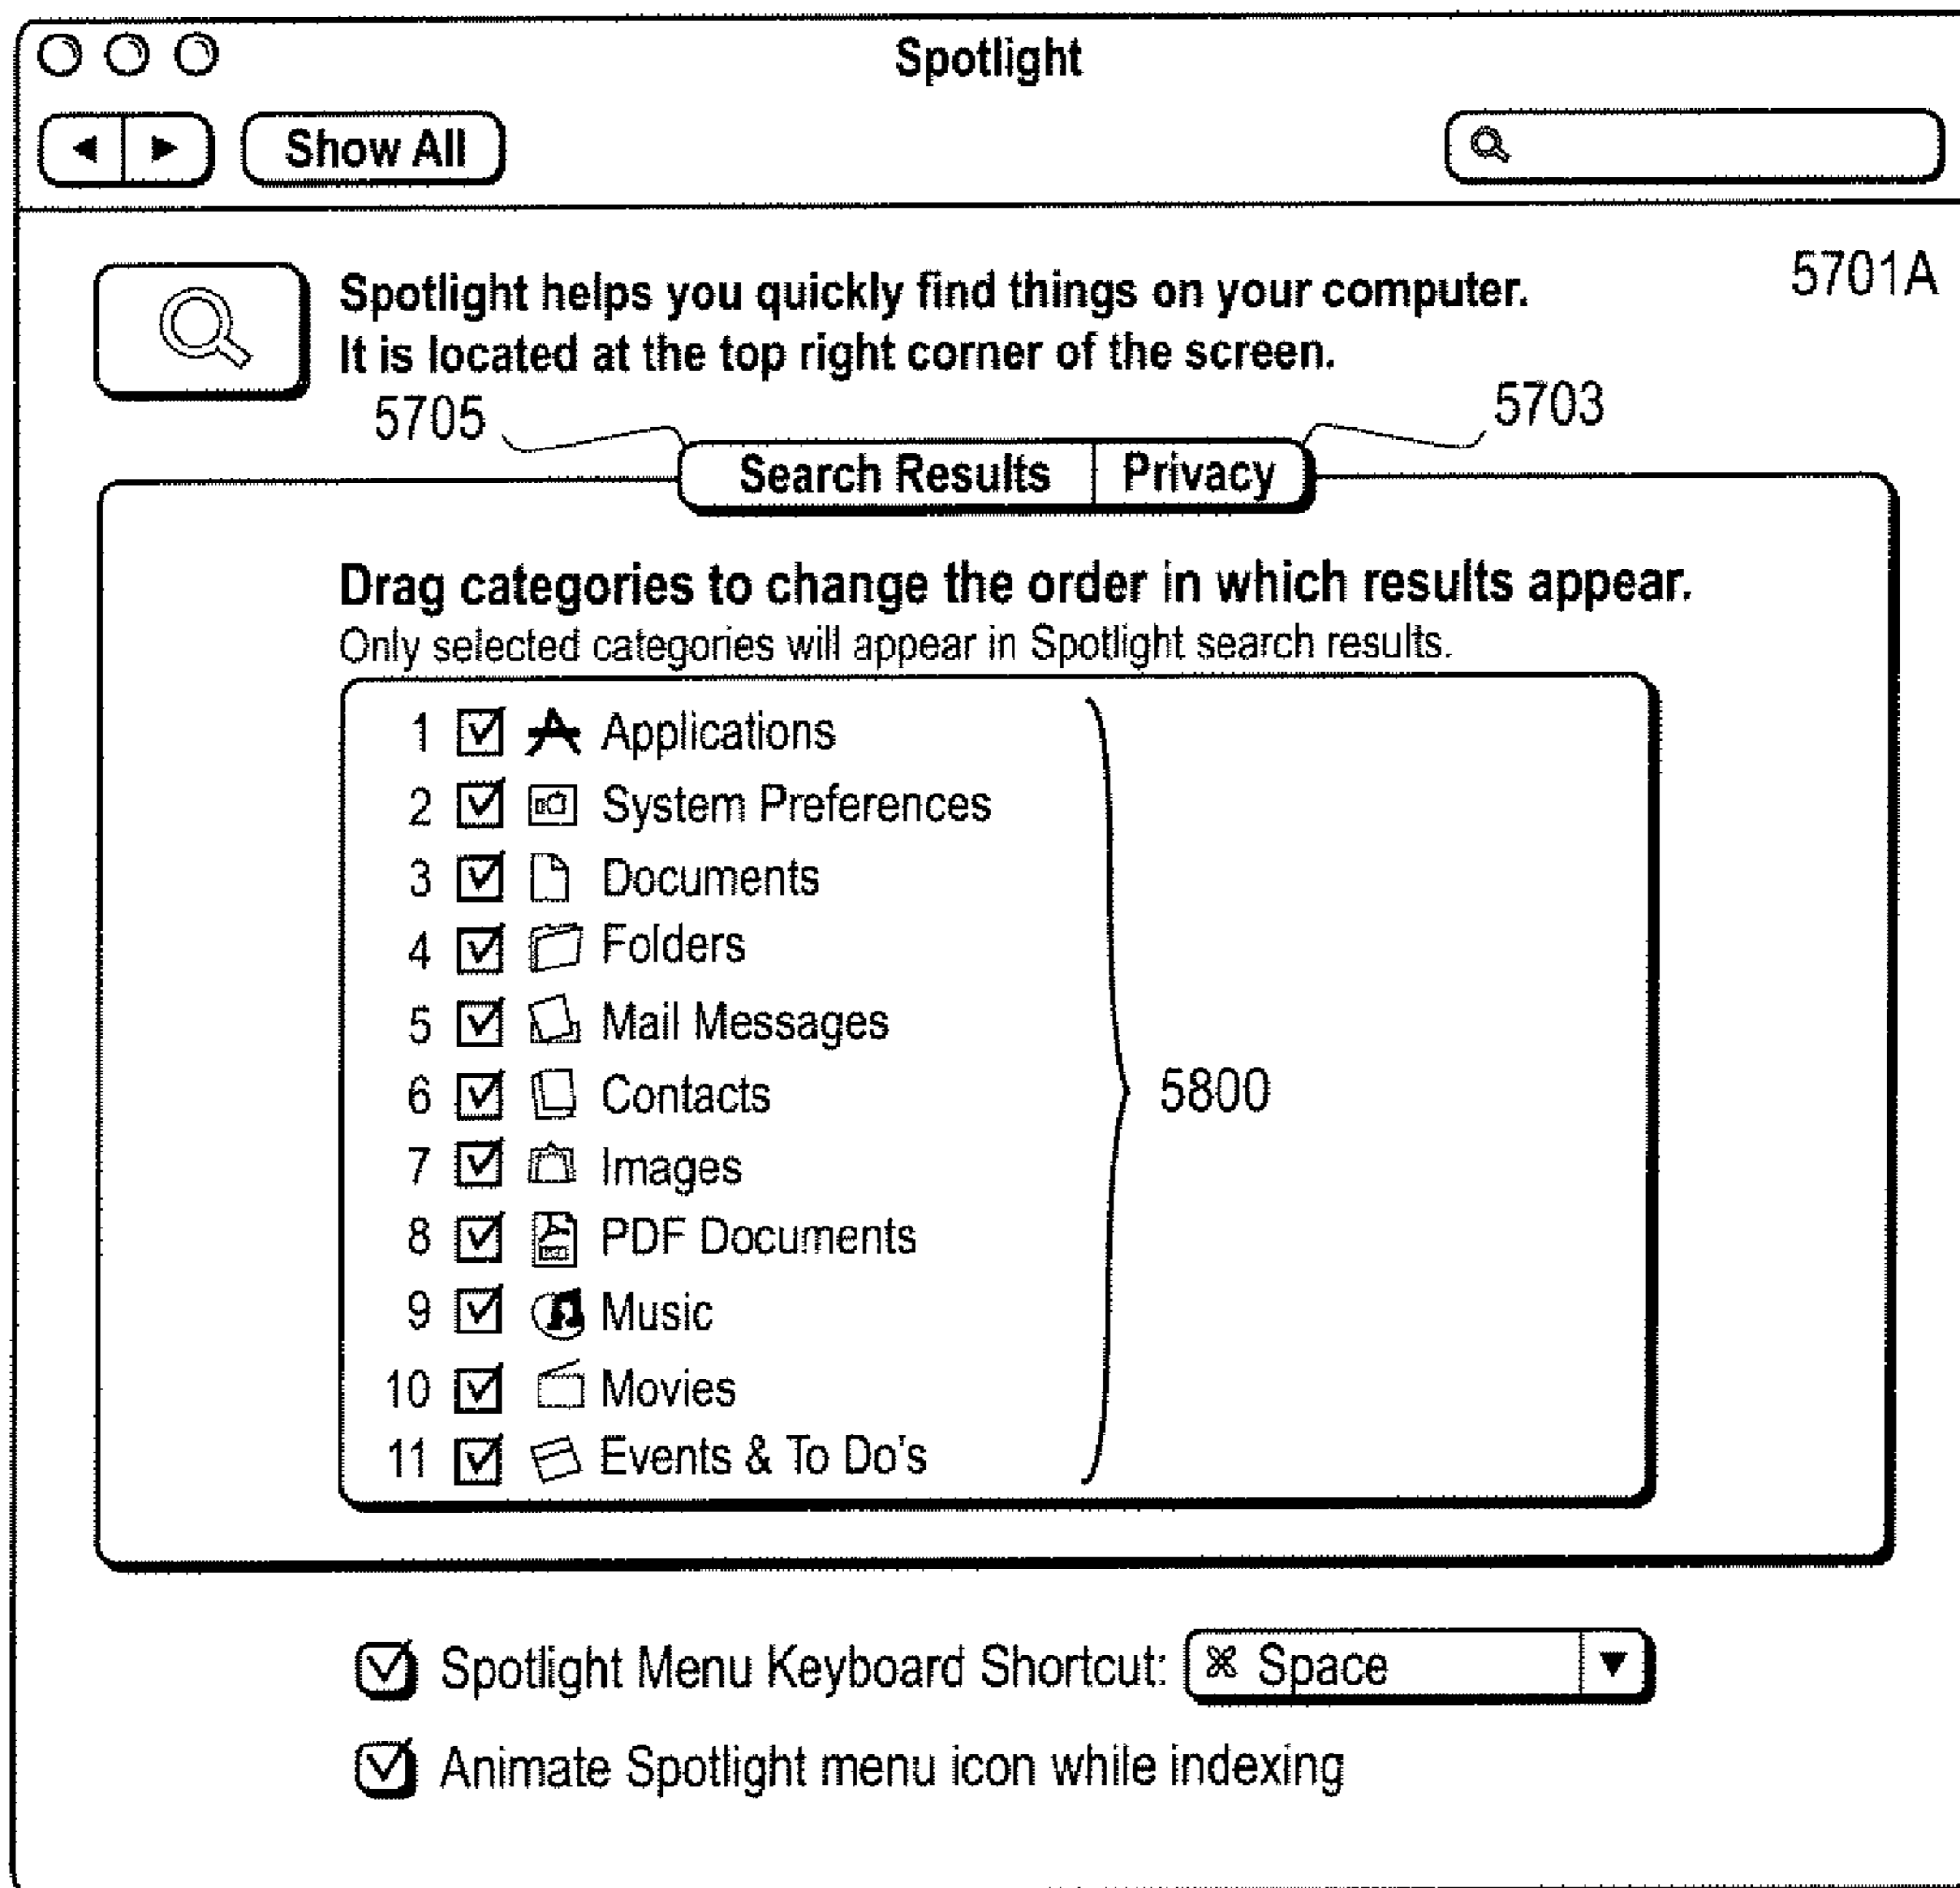 Spotlight
Show All
5701A
Spotlight helps you quickly find things on your computer.
It is located at the top right corner of the screen.
5705
5703
Search Results Privacy
Drag categories to change the order in which results appear.
Only selected categories will appear in Spotlight search results.
1 Applications
2 System Preferences
3 Documents
4 Folders
5 Mail Messages
6 Contacts
7 Images
8 PDF Documents
9 Music
10 Movies
11 Events & To Do's
5800
Spotlight Menu Keyboard Shortcut: ⌘ Space
Animate Spotlight menu icon while indexing